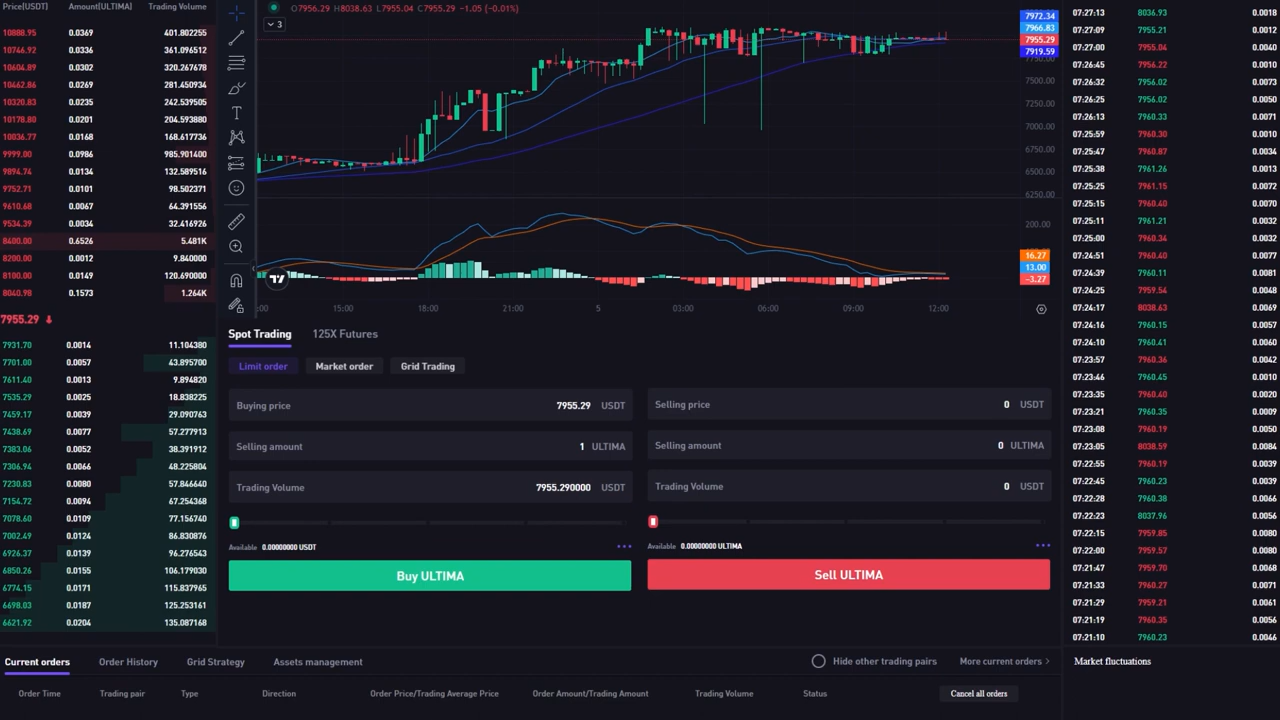 Price(USDT) Amount(ULTIMA) Trading Volume
10888.95 0.0369 401.802255
10746.92 0.0336 361.096512
10604.89 0.0302 320.267678
10462.86 0.0269 281.450934
10320.83 0.0235 242.539505
10178.80 0.0201 204.593880
10036.77 0.0168 168.617736
9999.00 0.0986 985.901400
9894.74 0.0134 132.589516
9752.71 0.0101 98.502371
9610.68 0.0067 64.391556
9534.39 0.0034 32.416926
8400.00 0.6526 5.481K
8200.00 0.0012 9.840000
8100.00 0.0149 120.690000
8040.98 0.1573 1.264K
7955.29
7931.70 0.0014 11.104380
7701.00 0.0057 43.895700
7611.40 0.0013 9.894820
7535.29 0.0025 18.838225
7459.17 0.0039 29.090763
7438.69 0.0077 57.277913
7383.06 0.0052 38.391912
7306.94 0.0066 48.225804
7230.83 0.0080 57.846640
7154.72 0.0094 67.254368
7078.60 0.0109 77.156740
7002.49 0.0124 86.830876
6926.37 0.0139 96.276543
6850.26 0.0155 106.179030
6774.15 0.0171 115.837965
6698.03 0.0187 125.253161
6621.92 0.0204 135.087168
O7956.29 H8038.63 L7955.04 C7955.29 −1.05 (−0.01%)
3
7972.34
7966.83
7955.29
7919.59
7500.00
7250.00
7000.00
6750.00
6500.00
6250.00
200.00
16.27
13.00
−3.27
:00 15:00 18:00 21:00 5 03:00 06:00 09:00 12:00
Spot Trading 125X Futures
Limit order Market order Grid Trading
Buying price 7955.29 USDT
Selling amount 1 ULTIMA
Trading Volume 7955.290000 USDT
Available 0.00000000 USDT
Buy ULTIMA
Selling price 0 USDT
Selling amount 0 ULTIMA
Trading Volume 0 USDT
Available 0.00000000 ULTIMA
Sell ULTIMA
07:27:13 8036.93 0.0018
07:27:09 7955.21 0.0012
07:27:00 7955.04 0.0040
07:26:45 7956.22 0.0010
07:26:32 7956.02 0.0073
07:26:25 7956.02 0.0050
07:26:13 7960.33 0.0071
07:25:59 7960.30 0.0010
07:25:47 7960.87 0.0034
07:25:38 7961.26 0.0013
07:25:25 7961.15 0.0072
07:25:15 7960.40 0.0070
07:25:11 7961.21 0.0032
07:25:00 7960.34 0.0032
07:24:51 7960.40 0.0071
07:24:39 7960.11 0.0032
07:24:25 7959.54 0.0010
07:24:17 8038.63 0.0018
07:24:16 7960.15 0.0032
07:24:10 7960.41 0.0060
07:23:57 7960.36 0.0042
07:23:46 7960.45 0.0010
07:23:35 7960.40 0.0020
07:23:21 7960.35 0.0009
07:23:08 7960.19 0.0050
07:23:05 8038.59 0.0084
07:22:55 7960.19 0.0039
07:22:45 7960.23 0.0039
07:22:28 7960.38 0.0066
07:22:23 8037.96 0.0056
07:22:15 7959.85 0.0080
07:22:00 7959.57 0.0080
07:21:47 7959.70 0.0068
07:21:33 7960.27 0.0071
07:21:29 7959.21 0.0061
07:21:19 7960.35 0.0056
07:21:10 7960.23 0.0046
Current orders Order History Grid Strategy Assets management Hide other trading pairs More current orders >
Order Time Trading pair Type Direction Order Price/Trading Average Price Order Amount/Trading Amount Trading Volume Status Cancel all orders
Market fluctuations